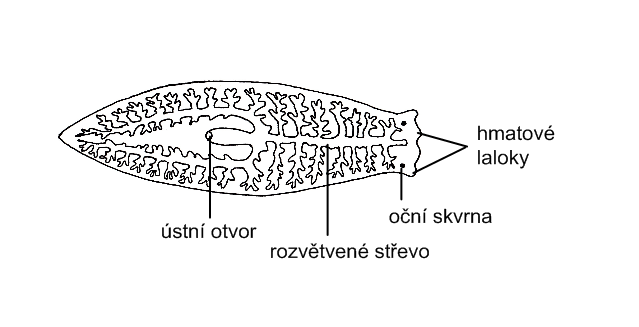 hmatové
laloky
oční skvrna
ústní otvor
rozvětvené střevo